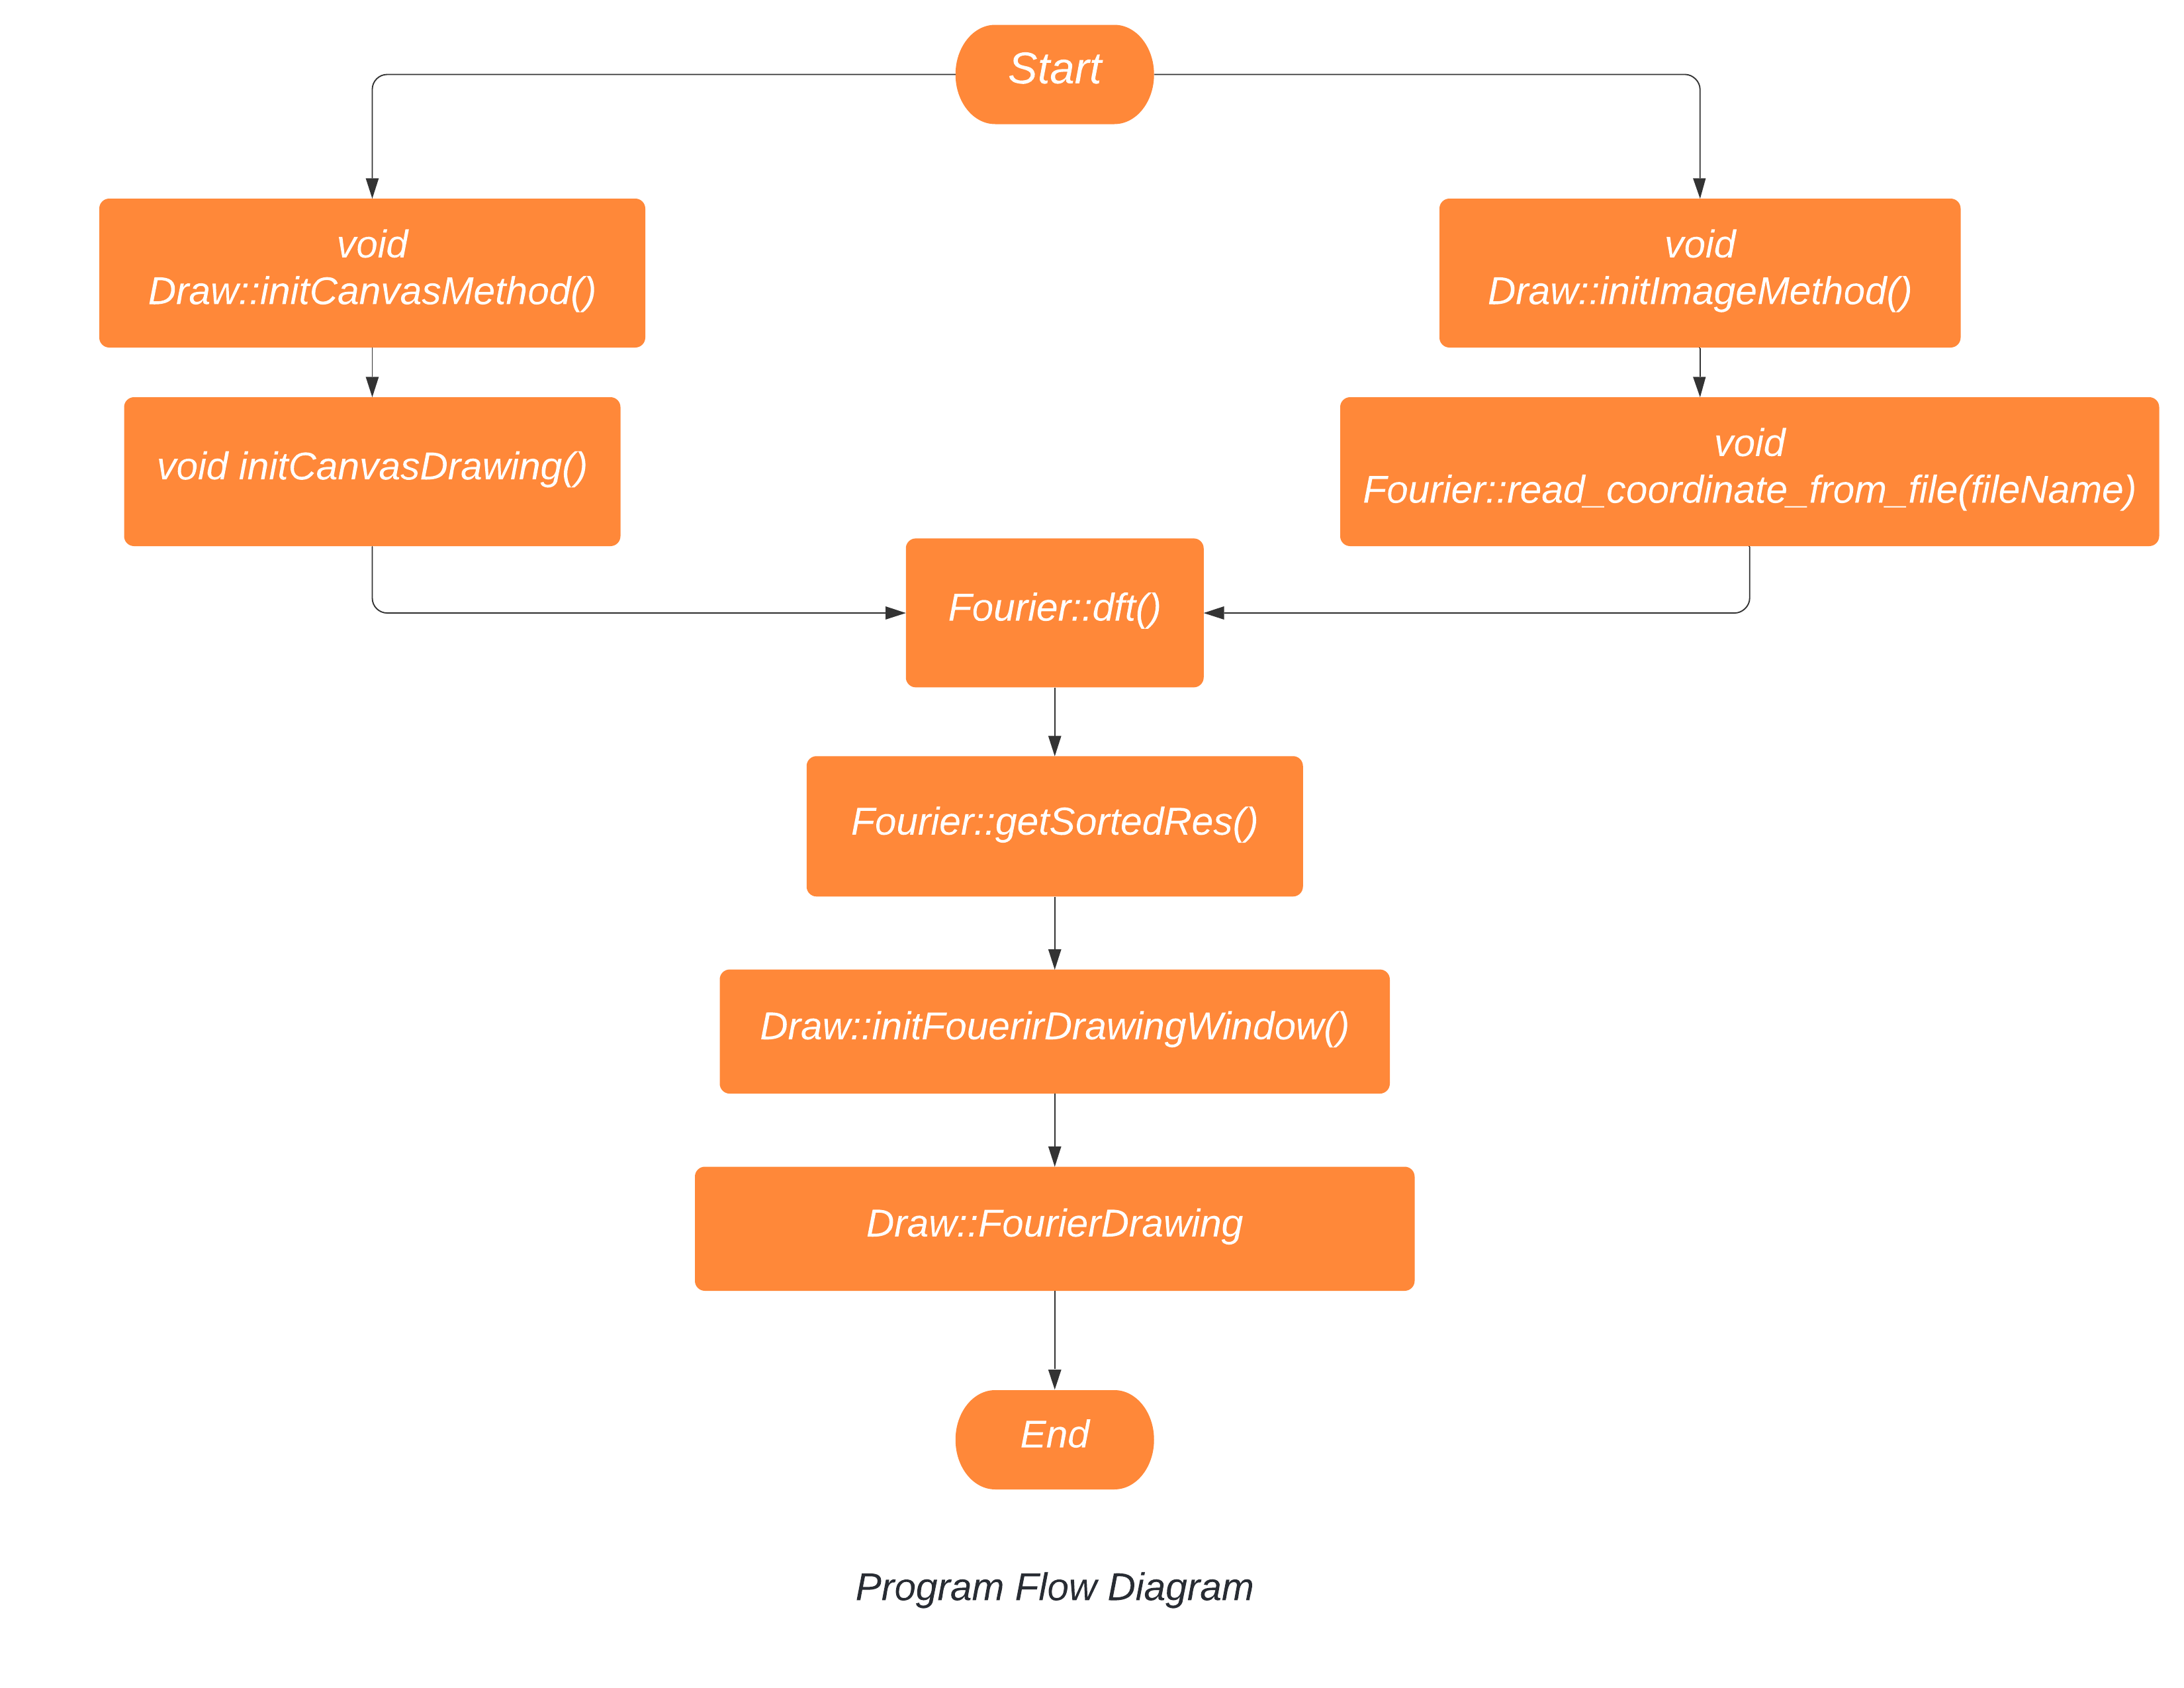 Start
void
Draw::initCanvasMethod()
void
Draw::initImageMethod()
void initCanvasDrawing()
void
Fourier::read_coordinate_from_file(fileName)
Fourier::dft()
Fourier::getSortedRes()
Draw::initFouerirDrawingWindow()
Draw::FourierDrawing
End
Program Flow Diagram